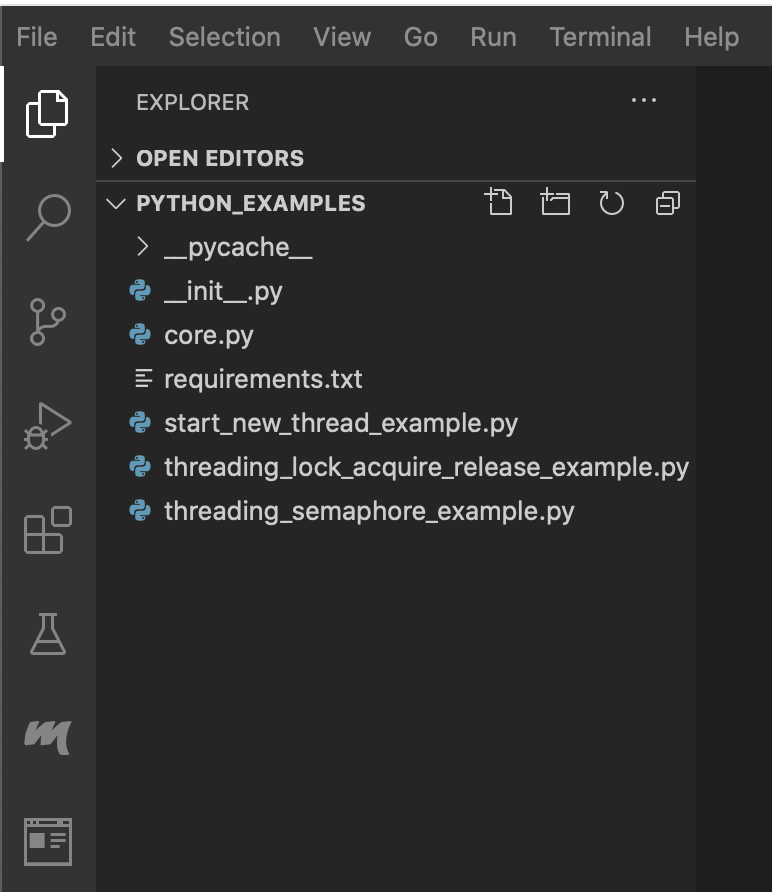 File Edit Selection View Go Run Terminal Help
EXPLORER
OPEN EDITORS
PYTHON_EXAMPLES
__pycache__
__init__.py
core.py
requirements.txt
start_new_thread_example.py
threading_lock_acquire_release_example.py
threading_semaphore_example.py